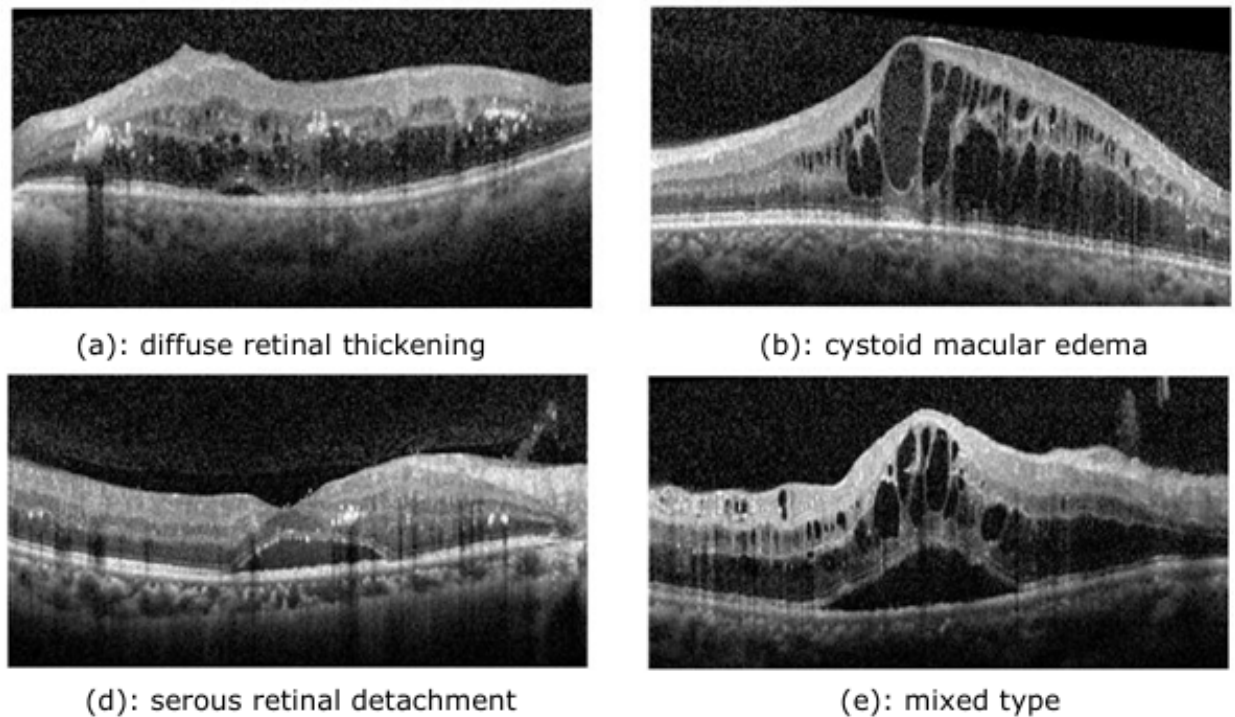 (a): diffuse retinal thickening
(b): cystoid macular edema
(d): serous retinal detachment
(e): mixed type